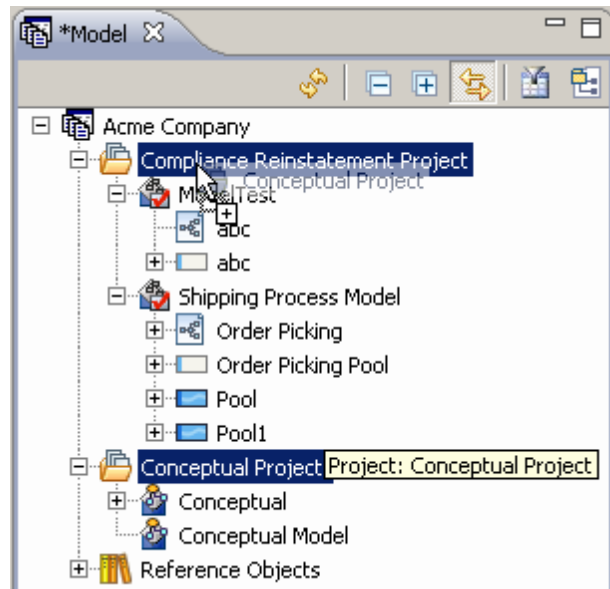 *Model
Acme Company
Compliance Reinstatement Project
Conceptual Project
ModelTest
abc
abc
Shipping Process Model
Order Picking
Order Picking Pool
Pool
Pool1
Conceptual Project
Project: Conceptual Project
Conceptual
Conceptual Model
Reference Objects